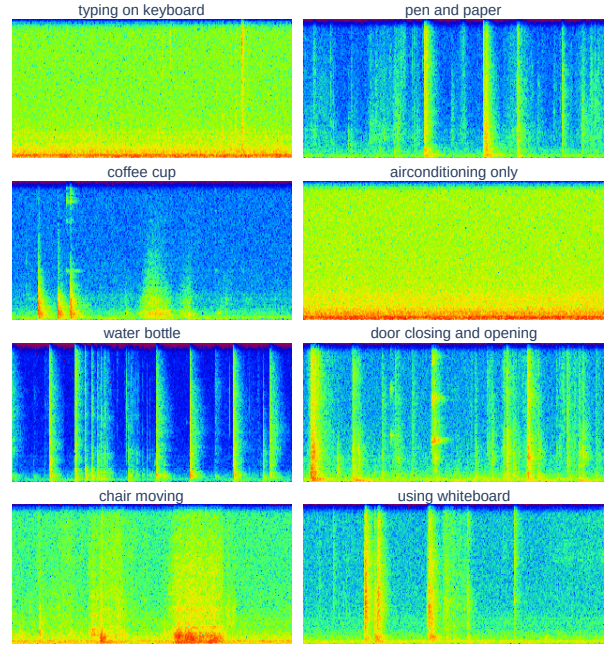 typing on keyboard
pen and paper
coffee cup
airconditioning only
water bottle
door closing and opening
chair moving
using whiteboard